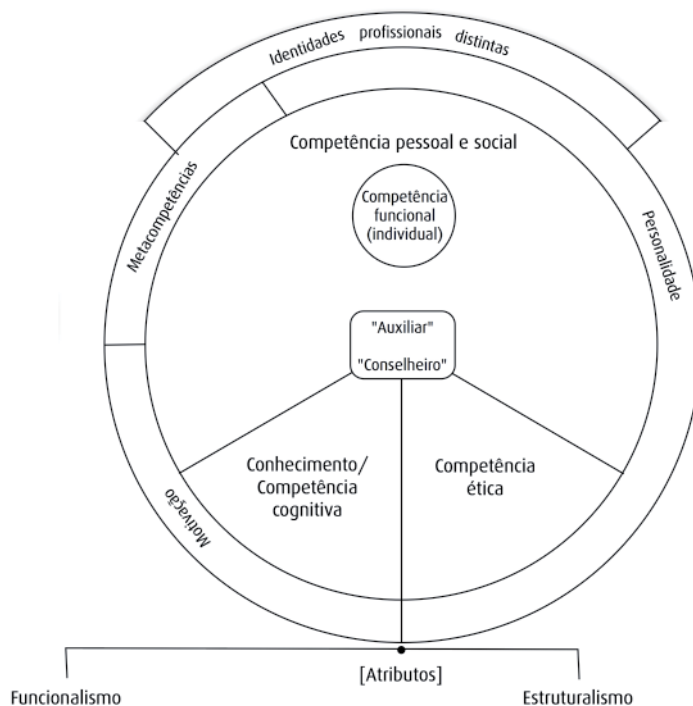 Identidades profissionais distintas
Metacompetências
Personalidade
Competência pessoal e social
Competência
funcional
(individual)
"Auxiliar"
"Conselheiro"
Conhecimento/
Competência
cognitiva
Competência
ética
Motivação
[Atributos]
Funcionalismo
Estruturalismo